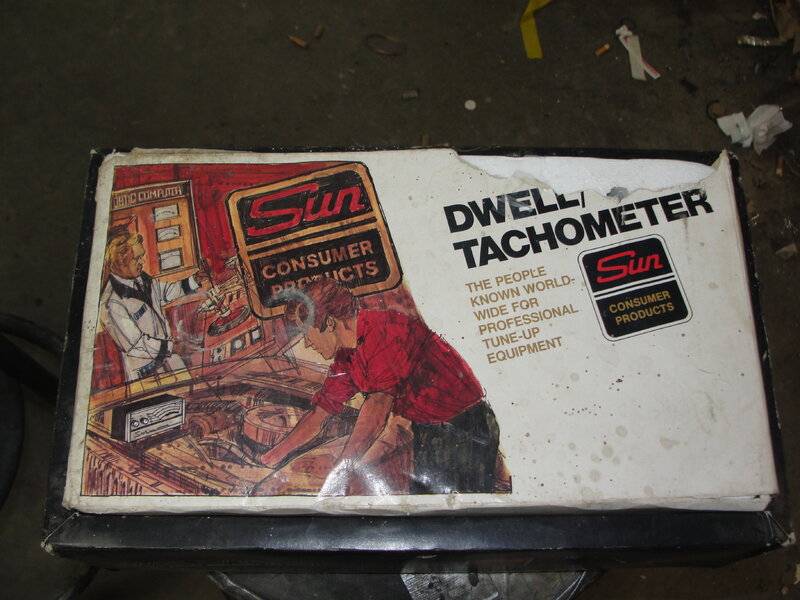 Sun
CONSUMER
PRODUCTS
DWELL/
TACHOMETER
THE PEOPLE
KNOWN WORLD-
WIDE FOR
PROFESSIONAL
TUNE-UP
EQUIPMENT
Sun
CONSUMER
PRODUCTS